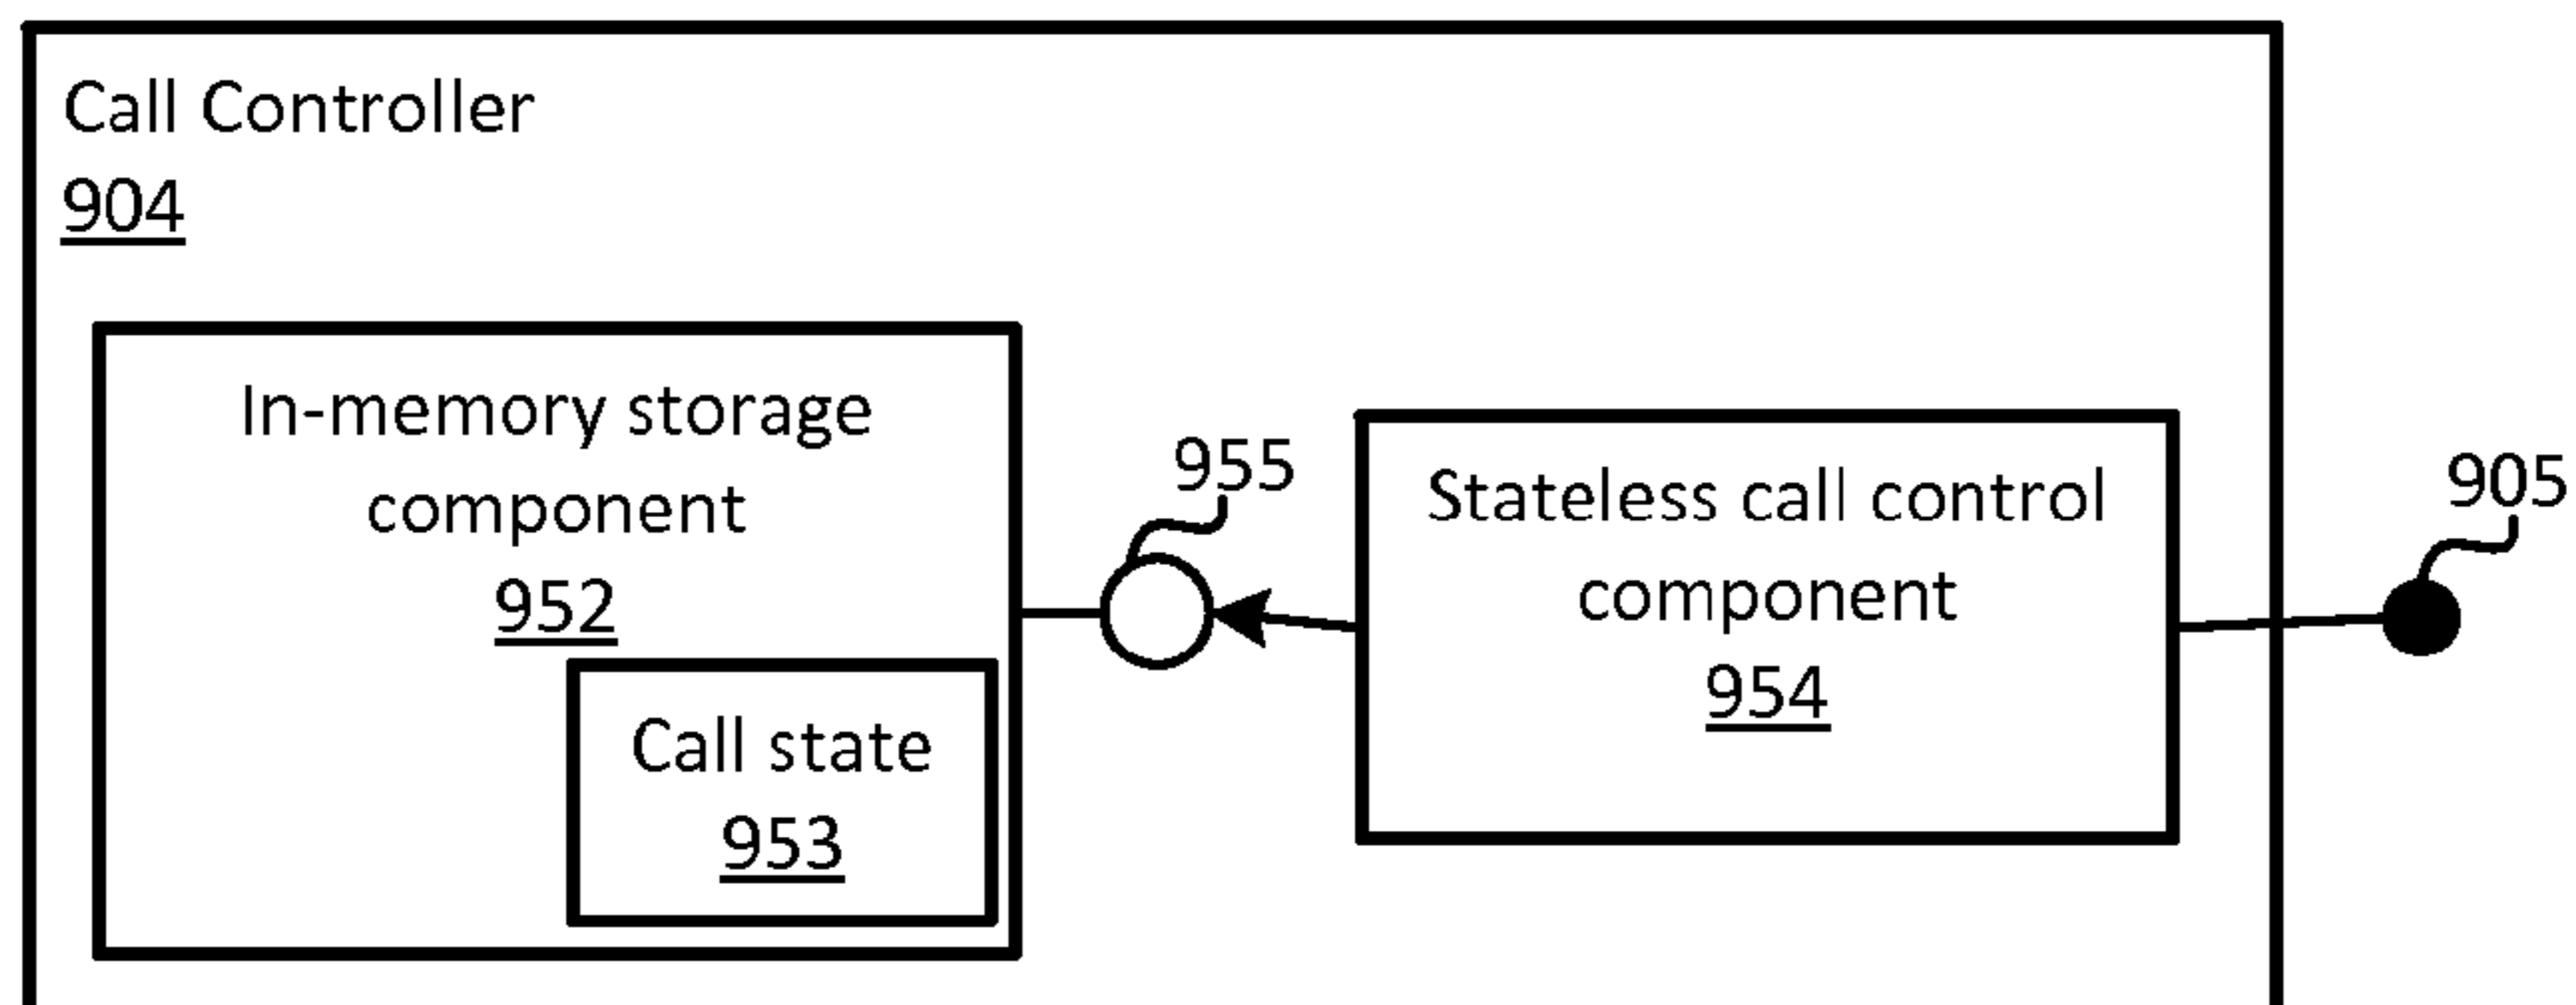 Call Controller
904
In-memory storage
component
952
Call state
953
955
Stateless call control
component
954
905